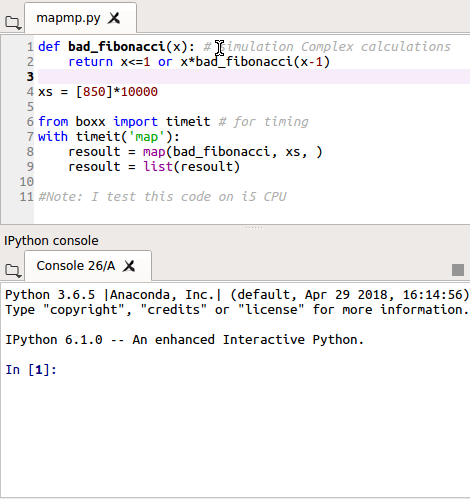 mapmp.py
1 def bad_fibonacci(x): # Simulation Complex calculations
2     return x<=1 or x*bad_fibonacci(x-1)
3
4 xs = [850]*10000
5
6 from boxx import timeit # for timing
7 with timeit('map'):
8     resoult = map(bad_fibonacci, xs, )
9     resoult = list(resoult)
10
11 #Note: I test this code on i5 CPU
IPython console
Console 26/A
Python 3.6.5 |Anaconda, Inc.| (default, Apr 29 2018, 16:14:56)
Type "copyright", "credits" or "license" for more information.
IPython 6.1.0 -- An enhanced Interactive Python.
In [1]: